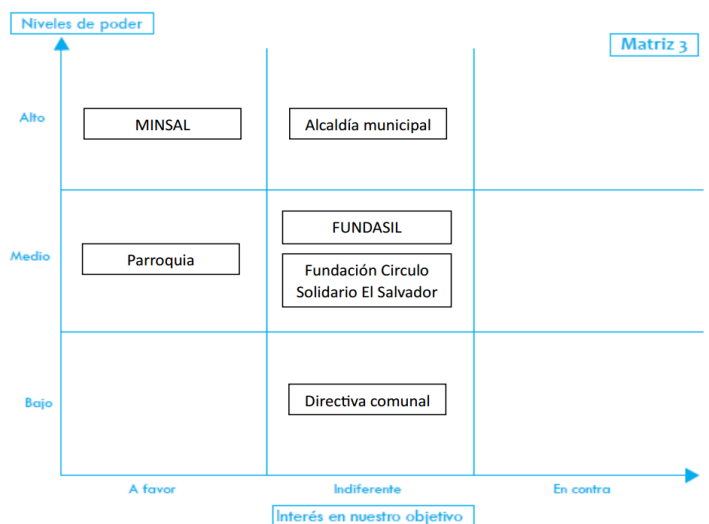 Niveles de poder
Matriz 3
Alto
MINSAL
Alcaldía municipal
Medio
Parroquia
FUNDASIL
Fundación Circulo
Solidario El Salvador
Bajo
Directiva comunal
A favor
Indiferente
En contra
Interés en nuestro objetivo